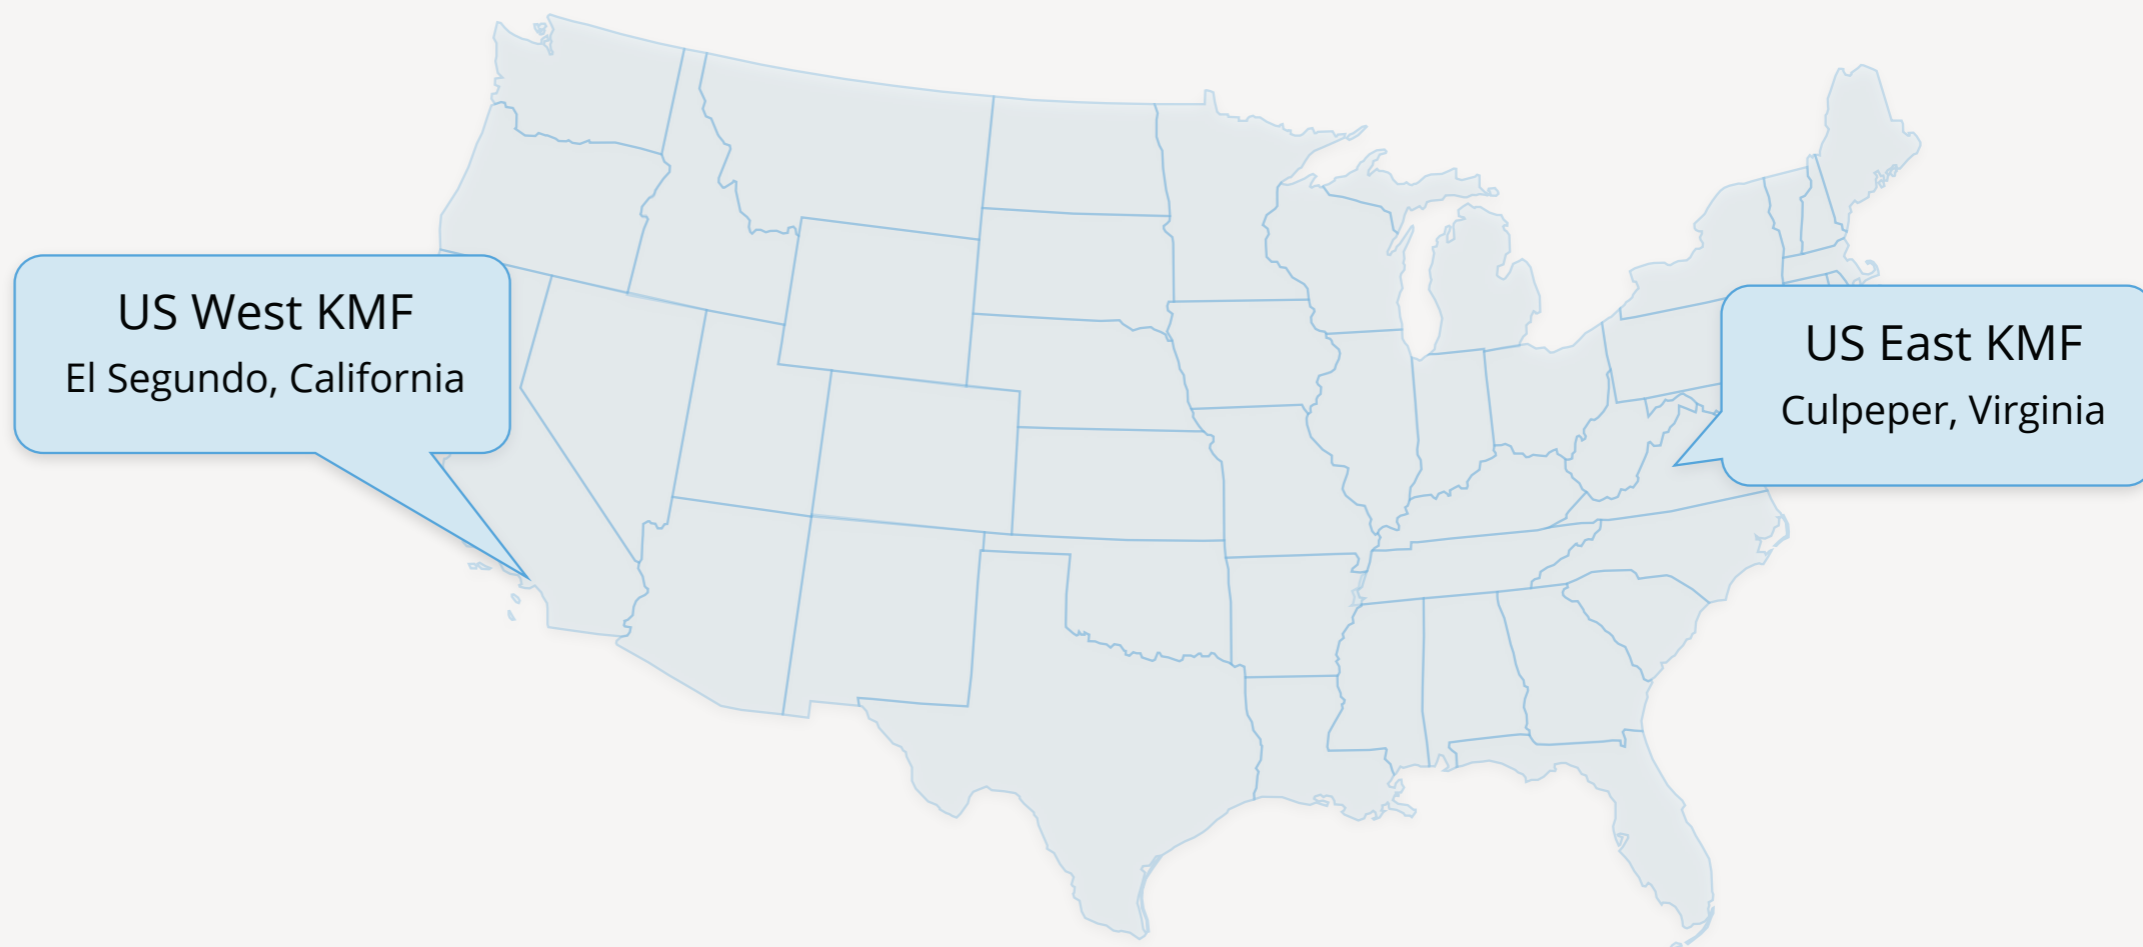 US West KMF
El Segundo, California
US East KMF
Culpeper, Virginia